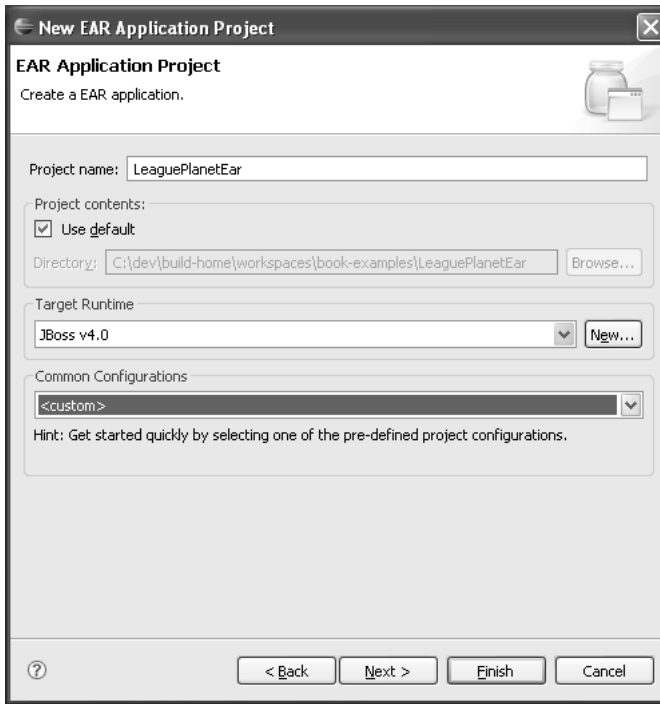 New EAR Application Project
EAR Application Project
Create a EAR application.
Project name: LeaguePlanetEar
Project contents:
Use default
Directory: C:\dev\build-home\workspaces\book-examples\LeaguePlanetEar Browse...
Target Runtime
JBoss v4.0 New...
Common Configurations
<custom>
Hint: Get started quickly by selecting one of the pre-defined project configurations.
? < Back Next > Finish Cancel